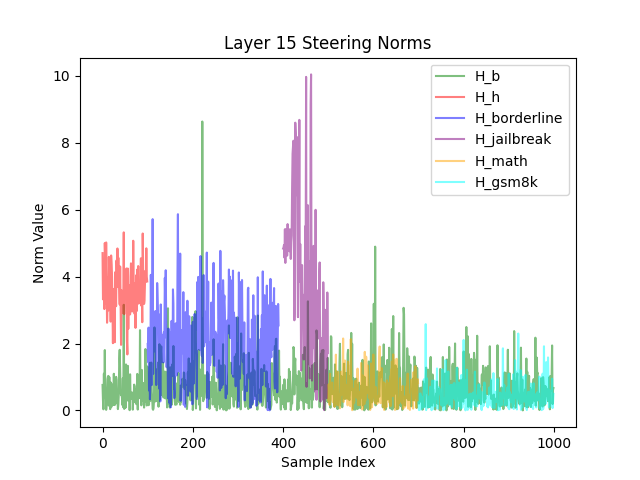 Layer 15 Steering Norms
10
8
6
4
2
0
Norm Value
0
200
400
600
800
1000
Sample Index
H_b
H_h
H_borderline
H_jailbreak
H_math
H_gsm8k